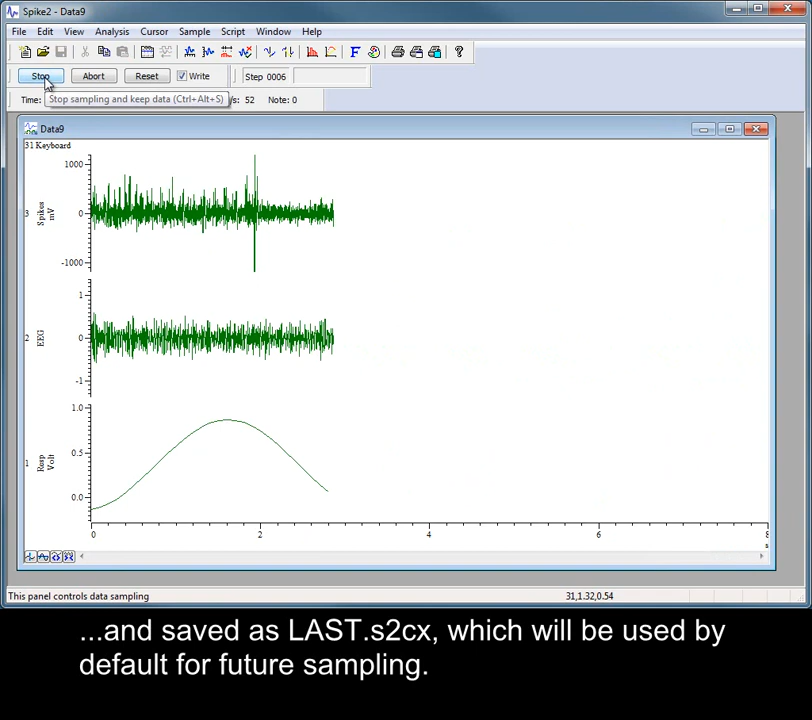 Spike2 - Data9
File Edit View Analysis Cursor Sample Script Window Help
Stop Abort Reset Write Step 0006
Time: Stop sampling and keep data (Ctrl+Alt+S) /s: 52 Note: 0
Data9
31 Keyboard
1000
3 Spikes mV 0
-1000
1
2 EEG 0
-1
1.0
1 Resp Volt 0.5
0.0
0 2 4 6 8
s
This panel controls data sampling 31,1.32,0.54
...and saved as LAST.s2cx, which will be used by
default for future sampling.